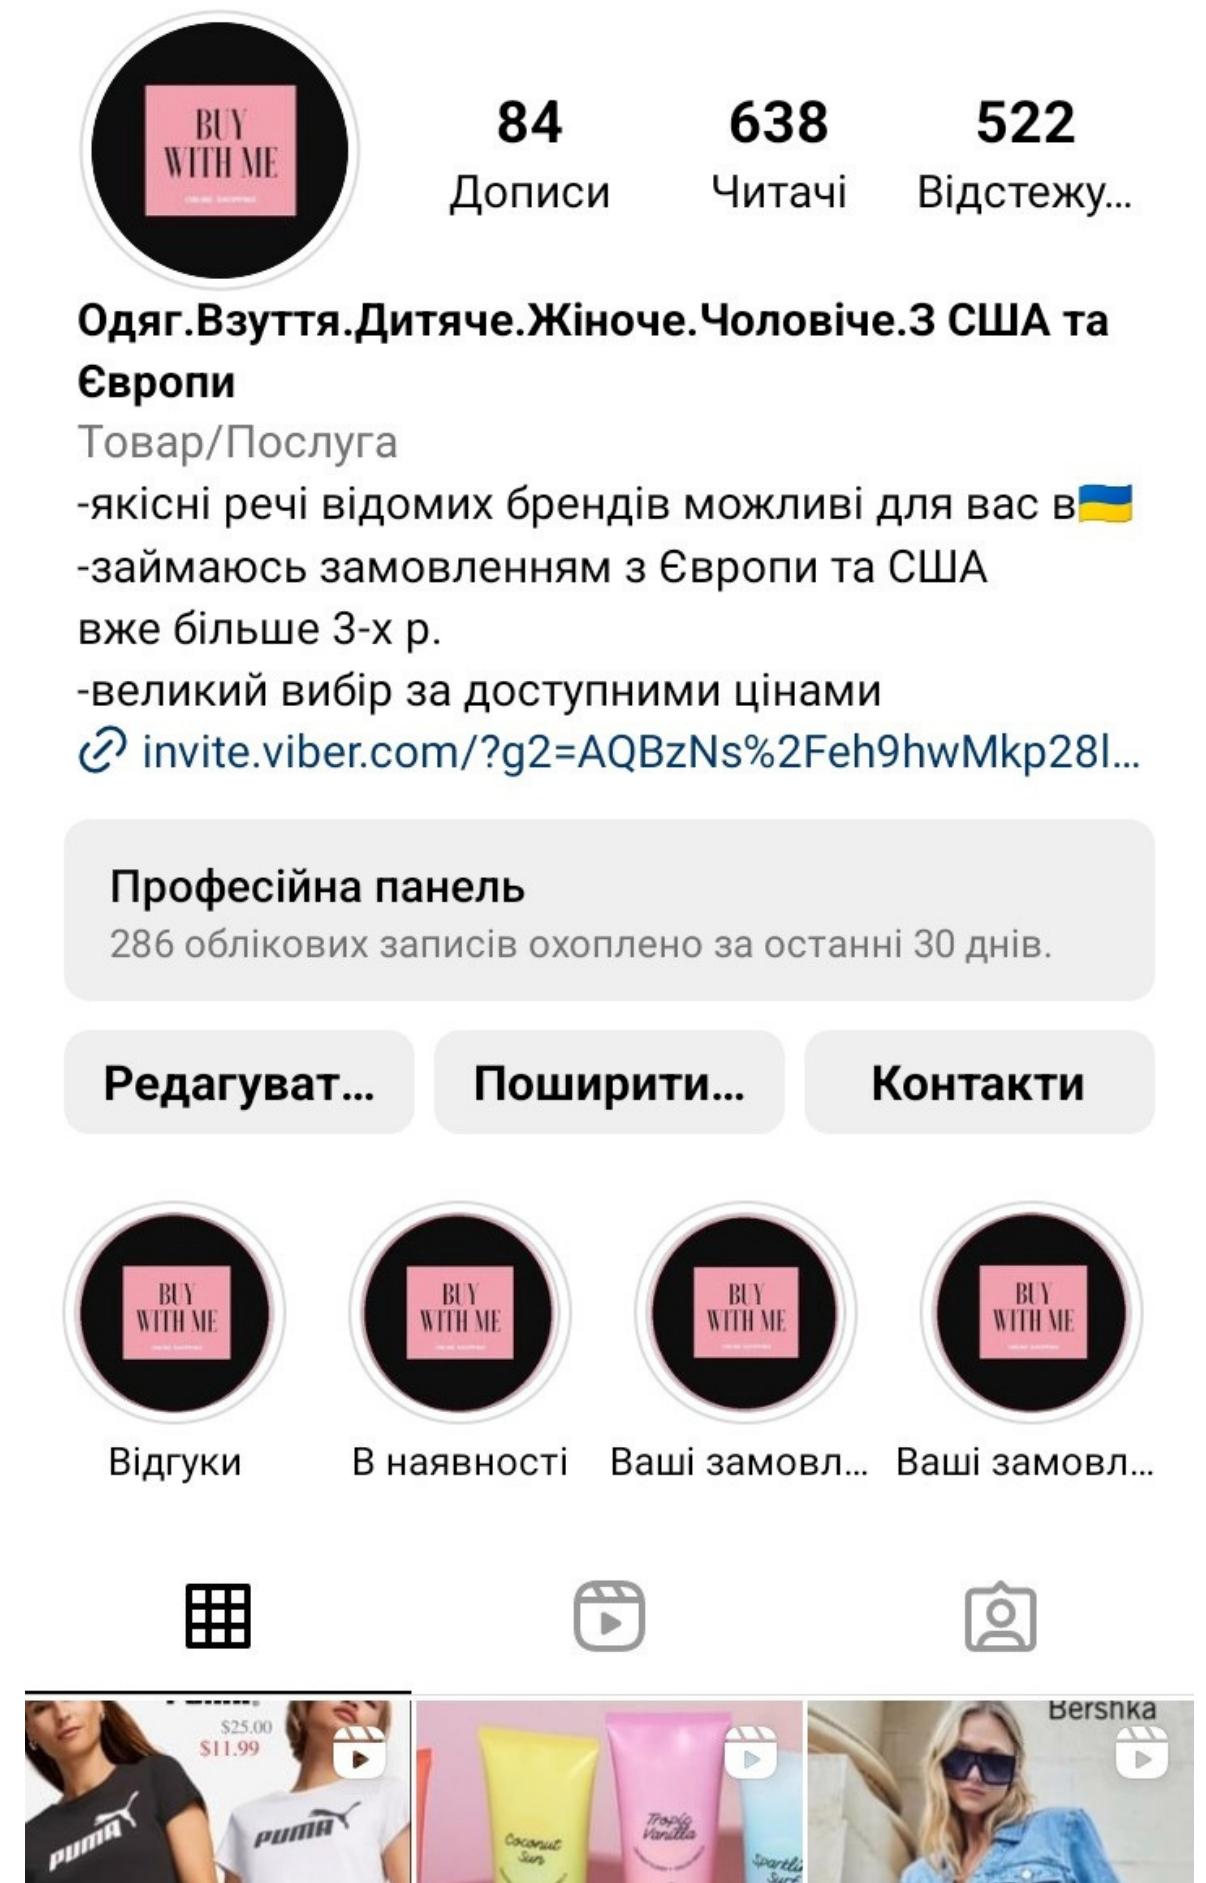 BUY
WITH ME
ONLINE SHOPPING
84
638
522
Дописи
Читачі
Відстежу...
Одяг.Взуття.Дитяче.Жіноче.Чоловіче.З США та
Європи
Товар/Послуга
-якісні речі відомих брендів можливі для вас в🇺🇦
-займаюсь замовленням з Європи та США
вже більше 3-х р.
-великий вибір за доступними цінами
invite.viber.com/?g2=AQBzNs%2Feh9hwMkp28l...
Професійна панель
286 облікових записів охоплено за останні 30 днів.
Редагуват...
Поширити...
Контакти
BUY
WITH ME
BUY
WITH ME
BUY
WITH ME
BUY
WITH ME
Відгуки
В наявності
Ваші замовл...
Ваші замовл...
$25.00
$11.99
PUMA
PUMA
Coconut
Sun
Tropic
Vanilla
Bershka